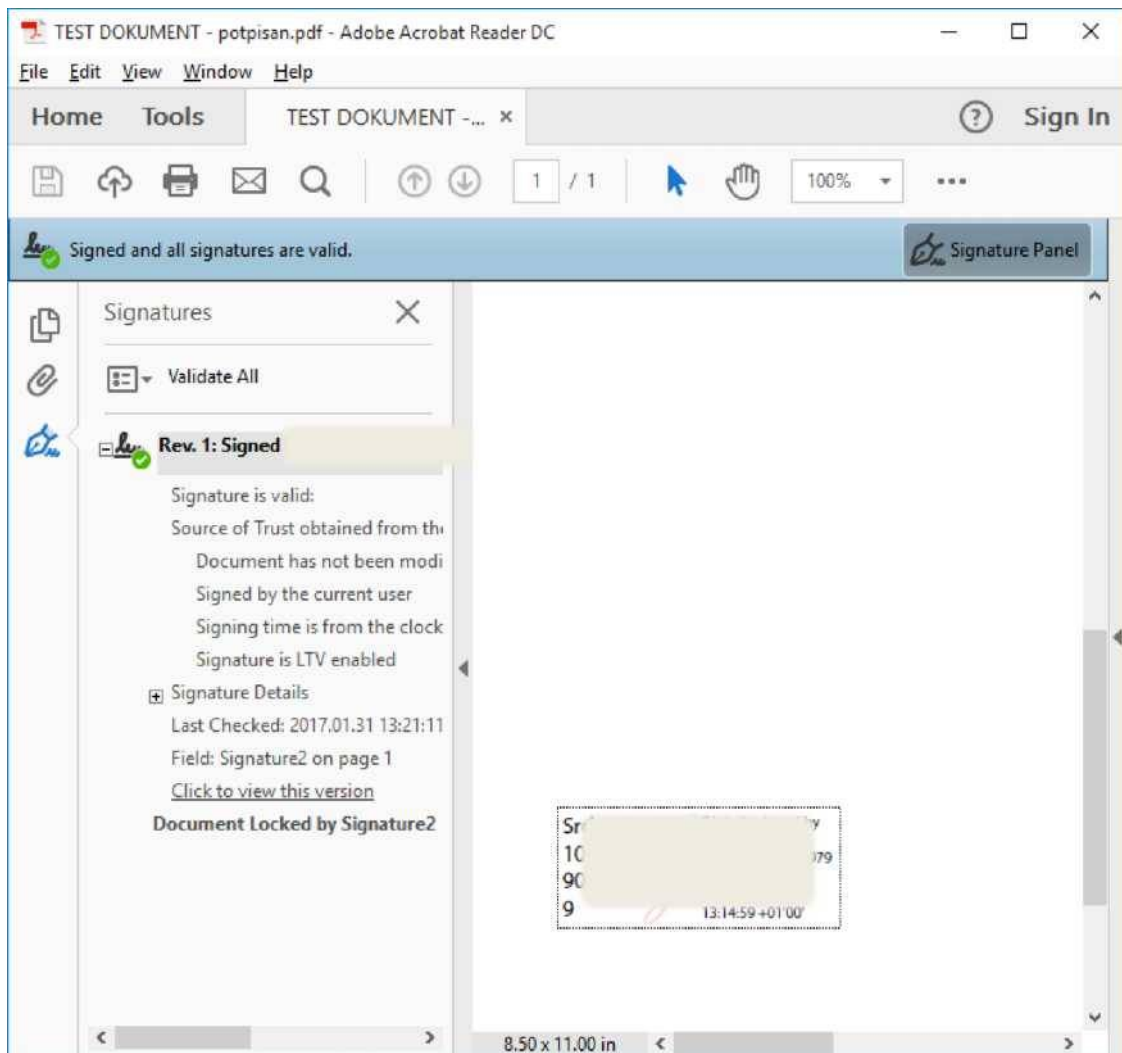 TEST DOKUMENT - potpisan.pdf - Adobe Acrobat Reader DC
File Edit View Window Help
Home Tools TEST DOKUMENT -... × ? Sign In
1 / 1 100%
Signed and all signatures are valid. Signature Panel
Signatures
Validate All
Rev. 1: Signed
Signature is valid:
Source of Trust obtained from the
Document has not been modi
Signed by the current user
Signing time is from the clock
Signature is LTV enabled
Signature Details
Last Checked: 2017.01.31 13:21:11
Field: Signature2 on page 1
Click to view this version
Document Locked by Signature2
10
079
90
9
13:14:59 +01'00'
8.50 x 11.00 in